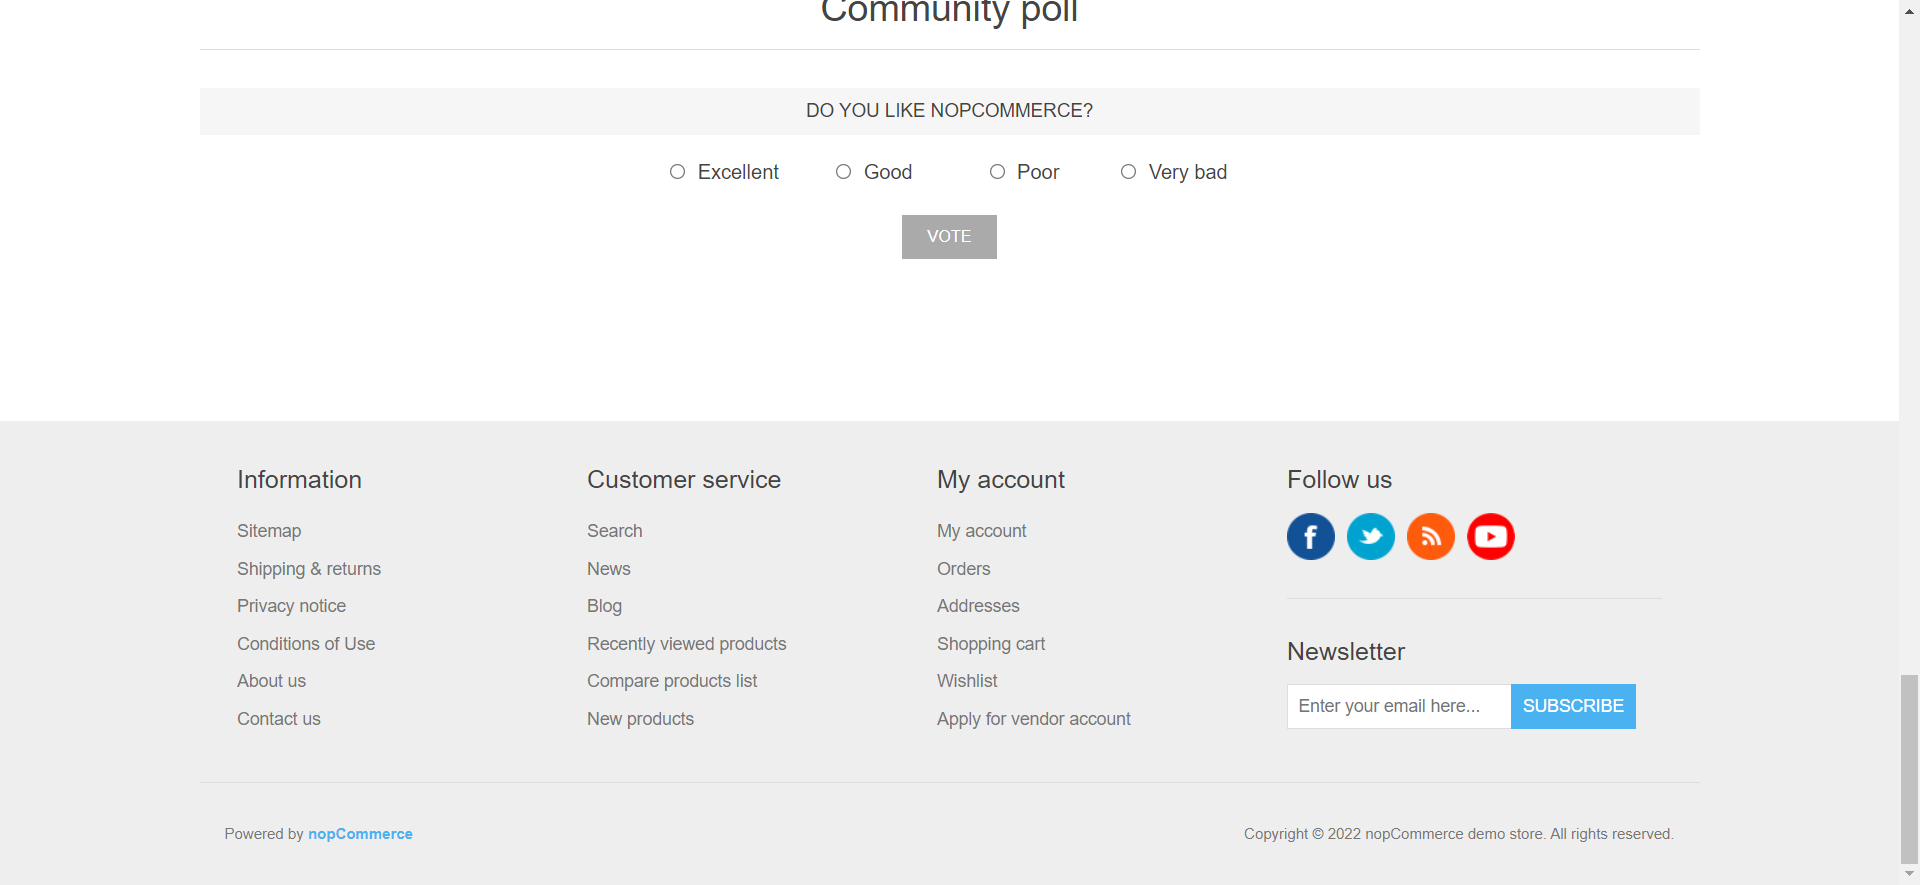 Community poll
DO YOU LIKE NOPCOMMERCE?
Excellent Good Poor Very bad
VOTE
Information
Sitemap
Shipping & returns
Privacy notice
Conditions of Use
About us
Contact us
Customer service
Search
News
Blog
Recently viewed products
Compare products list
New products
My account
My account
Orders
Addresses
Shopping cart
Wishlist
Apply for vendor account
Follow us
Newsletter
Enter your email here... SUBSCRIBE
Powered by nopCommerce
Copyright © 2022 nopCommerce demo store. All rights reserved.